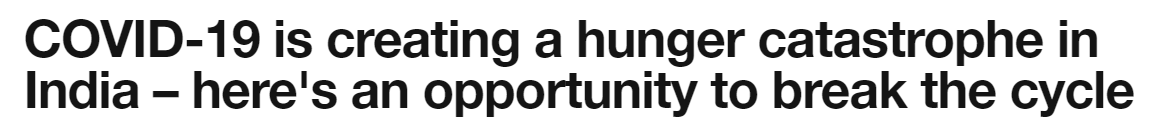 COVID-19 is creating a hunger catastrophe in
India – here's an opportunity to break the cycle